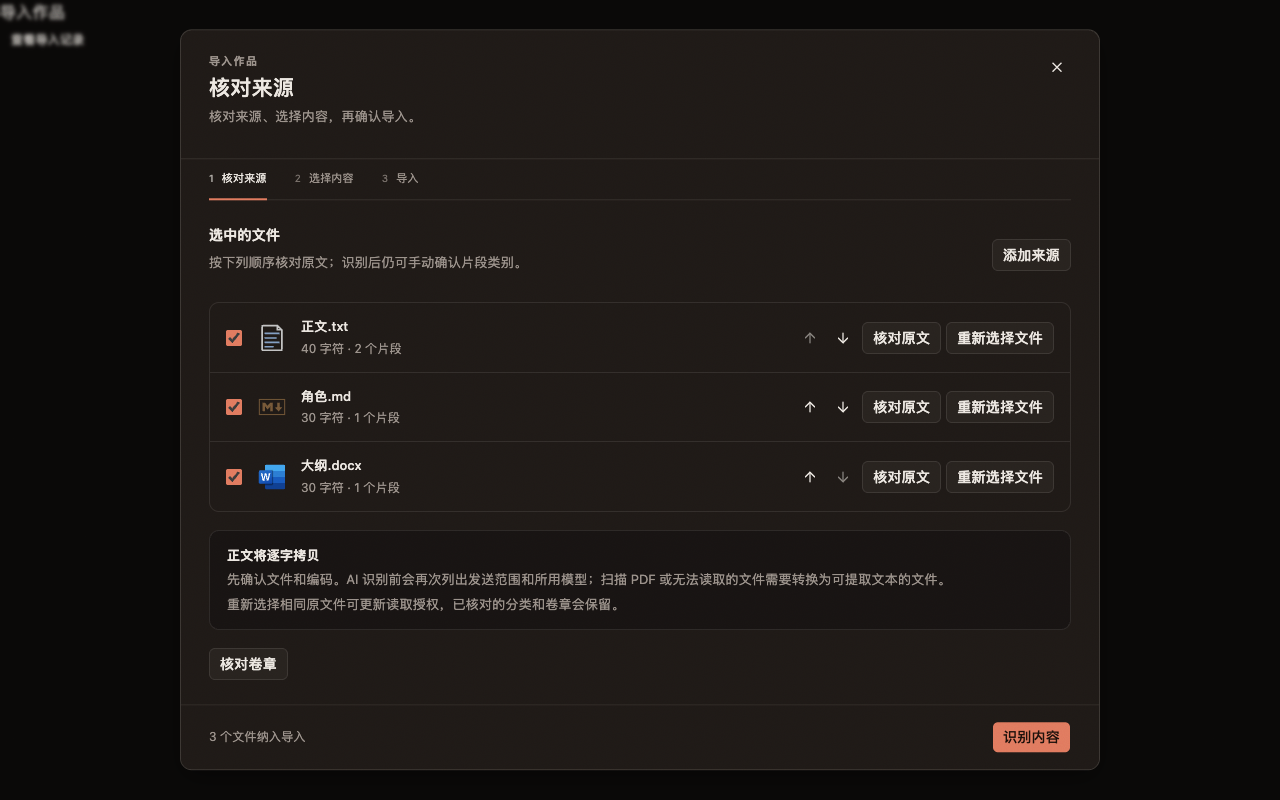 导入作品
查看导入记录
导入作品
核对来源
核对来源、选择内容，再确认导入。
1 核对来源 2 选择内容 3 导入
选中的文件
按下列顺序核对原文；识别后仍可手动确认片段类别。
添加来源
正文.txt
40 字符 · 2 个片段
核对原文 重新选择文件
角色.md
30 字符 · 1 个片段
核对原文 重新选择文件
大纲.docx
30 字符 · 1 个片段
核对原文 重新选择文件
正文将逐字拷贝
先确认文件和编码。AI 识别前会再次列出发送范围和所用模型；扫描 PDF 或无法读取的文件需要转换为可提取文本的文件。
重新选择相同原文件可更新读取授权，已核对的分类和卷章会保留。
核对卷章
3 个文件纳入导入
识别内容